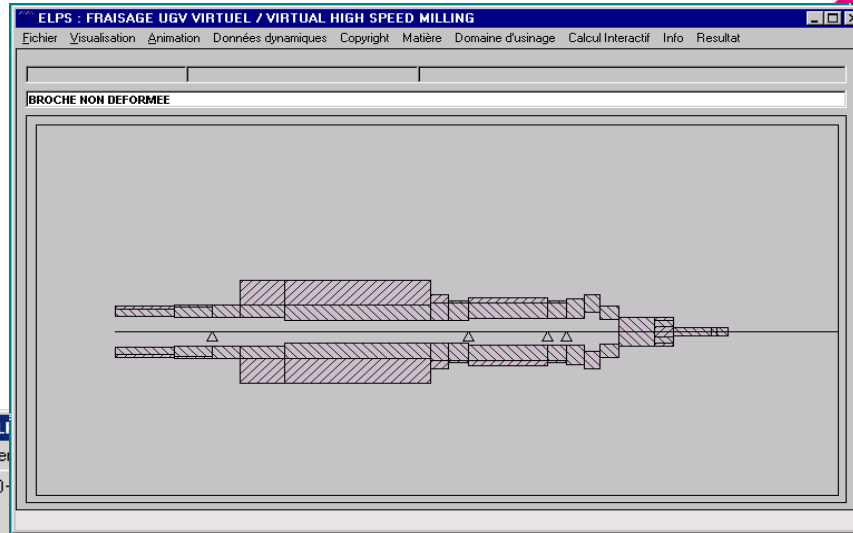 ELPS : FRAISAGE UGV VIRTUEL / VIRTUAL HIGH SPEED MILLING
Fichier Visualisation Animation Données dynamiques Copyright Matière Domaine d'usinage Calcul Interactif Info Resultat
BROCHE NON DEFORMEE